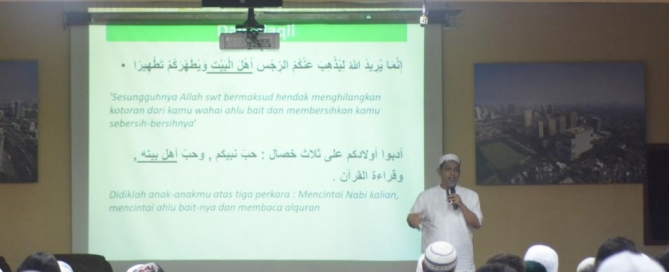 إِنَّمَا يُرِيدُ اللهُ لِيُذْهِبَ عَنْكُمُ الرِّجْسَ أَهْلَ الْبَيْتِ وَيُطَهِّرَكُمْ تَطْهِيرًا •
'Sesungguhnya Allah swt bermaksud hendak menghilangkan
kotoran dari kamu wahai ahlu bait dan membersihkan kamu
sebersih-bersihnya'
أدبوا أولادكم على ثلاث خصال : حبّ نبيكم , وحبّ أهل بيته ,
وقراءة القرآن .
Didiklah anak-anakmu atas tiga perkara : Mencintai Nabi kalian,
mencintai ahlu bait-nya dan membaca alquran